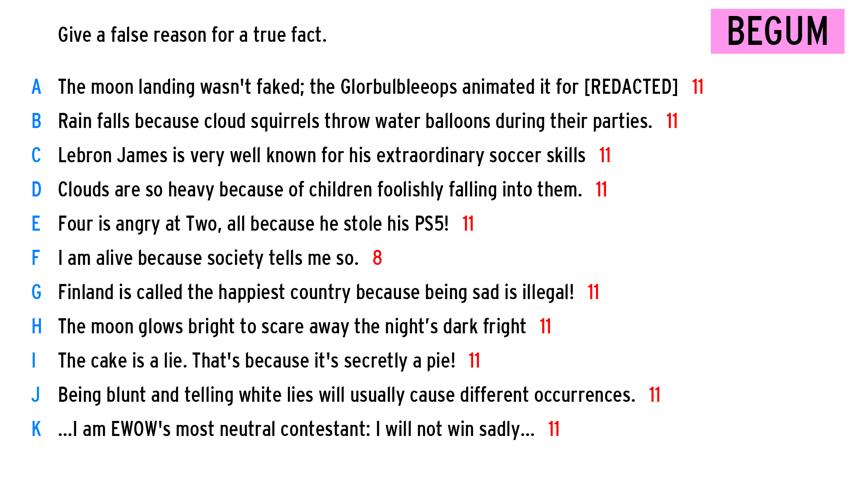 Give a false reason for a true fact.
BEGUM
A The moon landing wasn't faked; the Glorbulbleeops animated it for [REDACTED] 11
B Rain falls because cloud squirrels throw water balloons during their parties. 11
C Lebron James is very well known for his extraordinary soccer skills 11
D Clouds are so heavy because of children foolishly falling into them. 11
E Four is angry at Two, all because he stole his PS5! 11
F I am alive because society tells me so. 8
G Finland is called the happiest country because being sad is illegal! 11
H The moon glows bright to scare away the night’s dark fright 11
I The cake is a lie. That's because it's secretly a pie! 11
J Being blunt and telling white lies will usually cause different occurrences. 11
K ...I am EWOW's most neutral contestant: I will not win sadly... 11